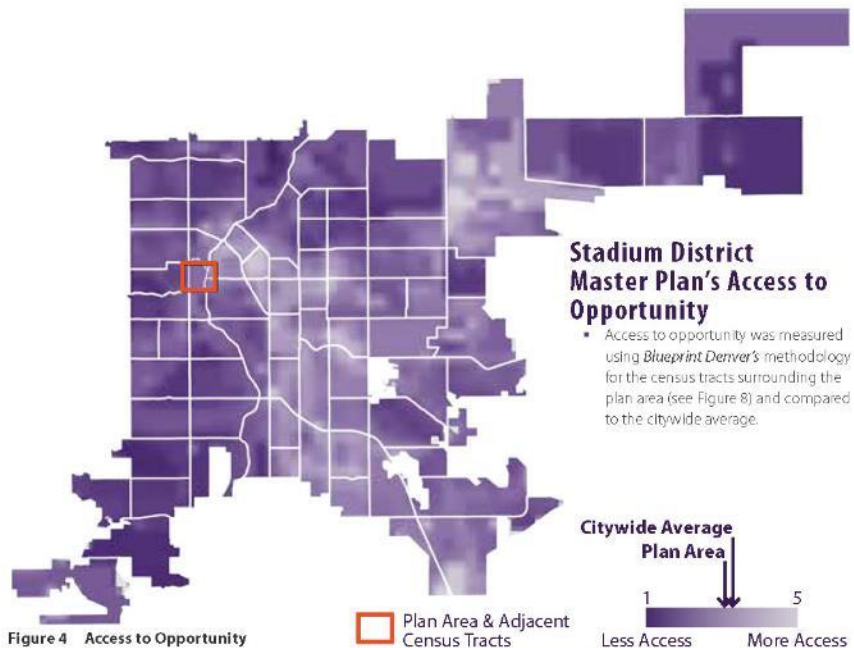 Stadium District
Master Plan's Access to
Opportunity
• Access to opportunity was measured
using Blueprint Denver's methodology
for the census tracts surrounding the
plan area (see Figure 8) and compared
to the citywide average.
Citywide Average
Plan Area
1 5
Less Access More Access
Plan Area & Adjacent
Census Tracts
Figure 4 Access to Opportunity